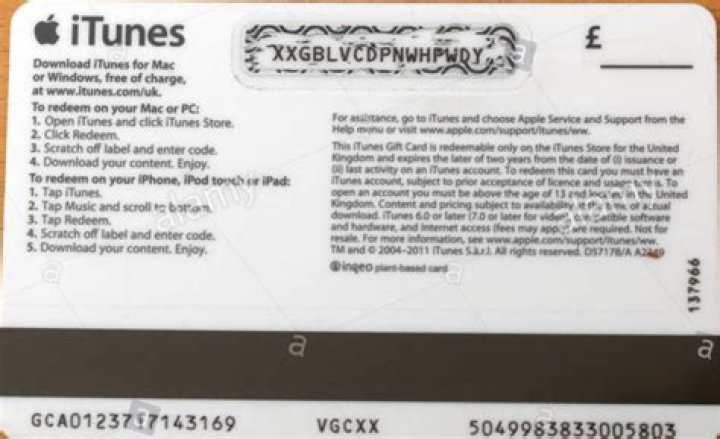 iTunes
XXGBLVCDPNWHPWDY
£
Download iTunes for Mac
or Windows, free of charge,
at www.itunes.com/uk.
To redeem on your Mac or PC:
1. Open iTunes and click iTunes Store.
2. Click Redeem.
3. Scratch off label and enter code.
4. Download your content. Enjoy.
To redeem on your iPhone, iPod touch or iPad:
1. Tap iTunes.
2. Tap Music and scroll to bottom.
3. Tap Redeem.
4. Scratch off label and enter code.
5. Download your content. Enjoy.
For assistance, go to iTunes and choose Apple Service and Support from the
Help menu or visit www.apple.com/support/itunes/ww.
This iTunes Gift Card is redeemable only on the iTunes Store for the United
Kingdom and expires the later of two years from the date of (i) issuance or
(ii) last activity on an iTunes account. To redeem this card you must have an
iTunes account, subject to prior acceptance of licence and usage terms. To
open an account you must be above the age of 13 and located in the United
Kingdom. Content and pricing subject to availability at the time of actual
download. iTunes 6.0 or later (7.0 or later for video), compatible software
and hardware, and internet access (fees may apply) are required. Not for
resale. For more information, see www.apple.com/support/itunes/ww.
TM and © 2004–2011 iTunes S.à.r.l. All rights reserved. D5717B/A
ingeo plant-based card
137966
alamy
a
a
a
a
GCA0123717143169 VGCXX 5049983833005803